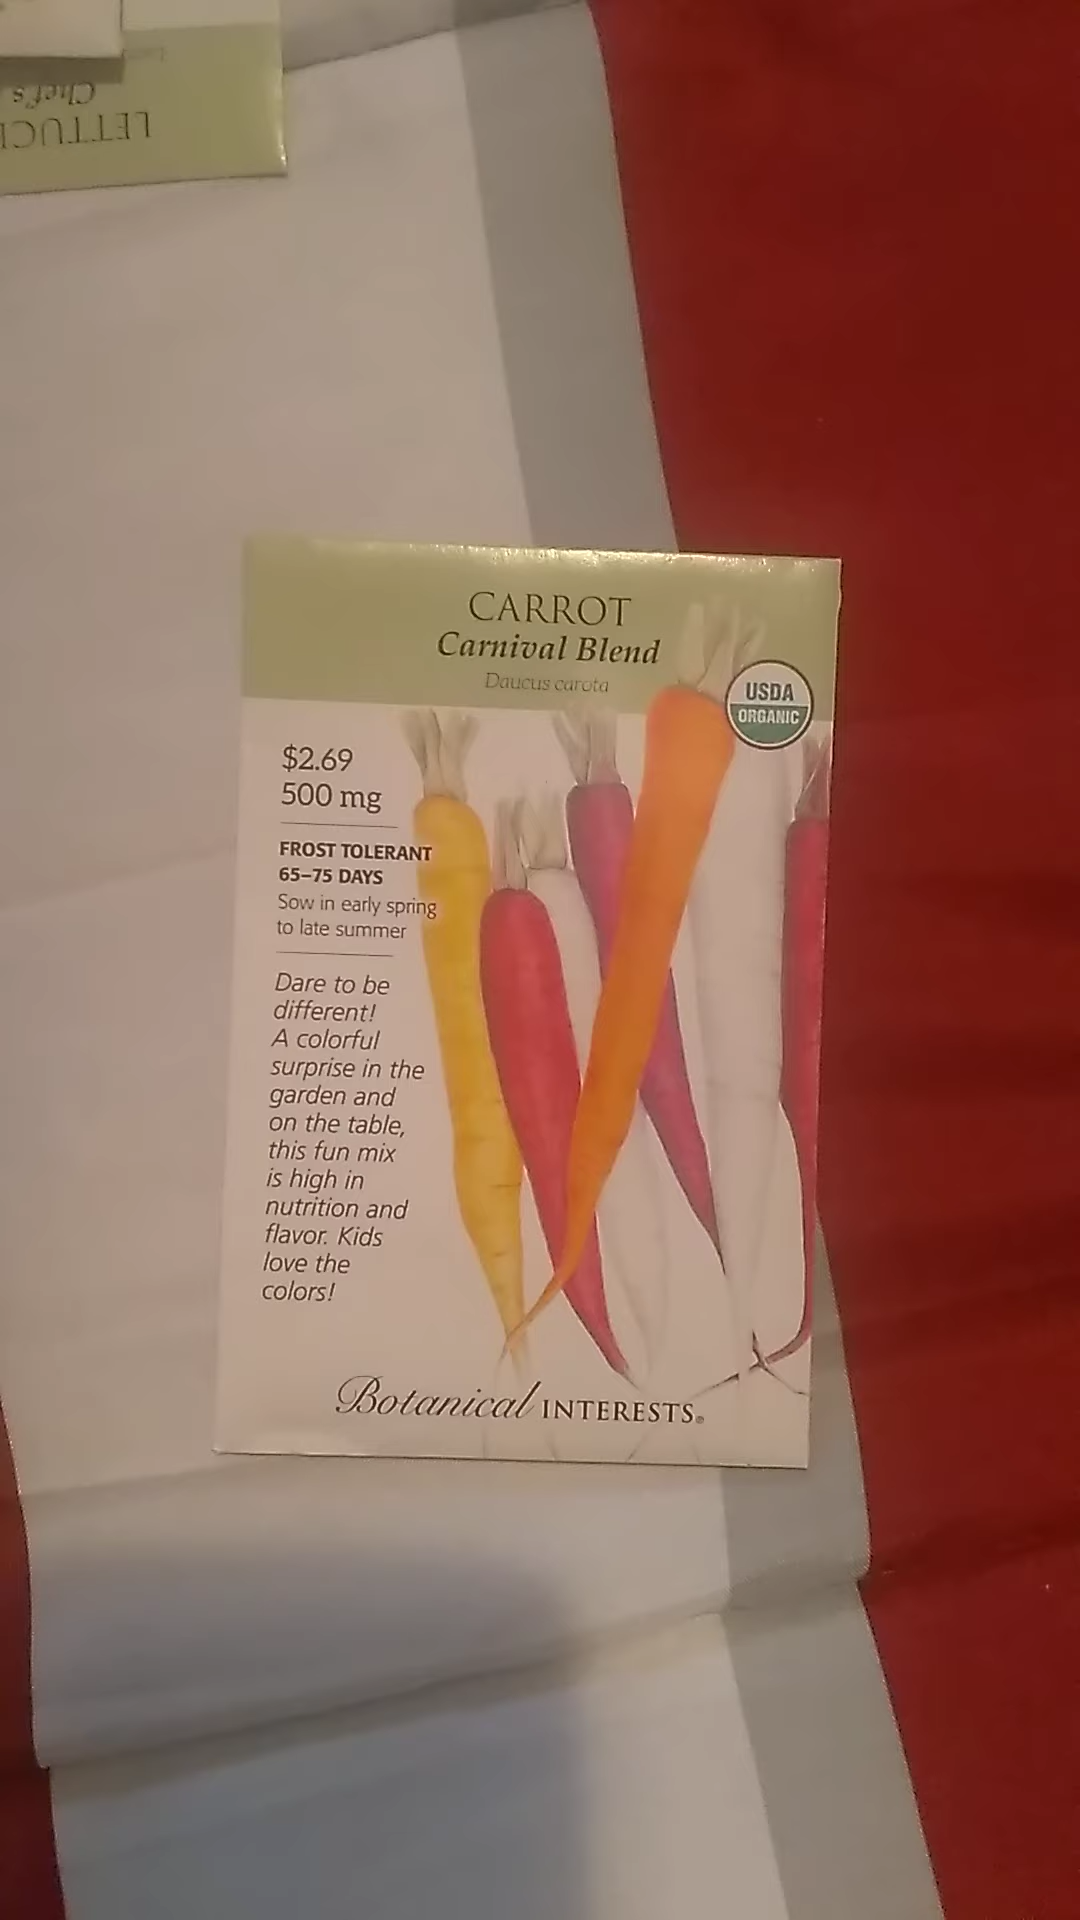 Chef's
LETTUC
CARROT
Carnival Blend
Daucus carota
USDA
ORGANIC
$2.69
500 mg
FROST TOLERANT
65–75 DAYS
Sow in early spring
to late summer
Dare to be
different!
A colorful
surprise in the
garden and
on the table,
this fun mix
is high in
nutrition and
flavor. Kids
love the
colors!
Botanical INTERESTS®